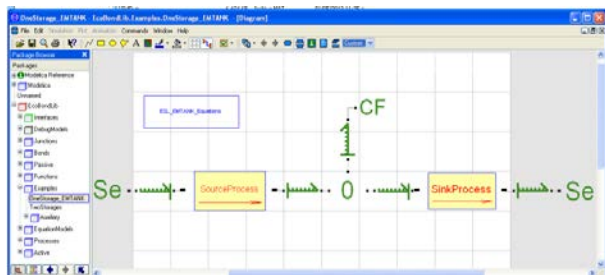 OneStorage_EMTANK - EcoBondLib.Examples.OneStorage_EMTANK - [Diagram]
File Edit Simulation Plot Animation Commands Window Help
Package Browser
Packages
Modelica Reference
Modelica
Unnamed
EcoBondLib
Interfaces
DebugModels
Junctions
Bonds
Passive
Functions
Examples
OneStorage_EMTANK
TwoStorages
Auxiliary
EquationModels
Processes
Active
ECL_EMTANK_Equations
CF
1
Se
SourceProcess
0
SinkProcess
Se